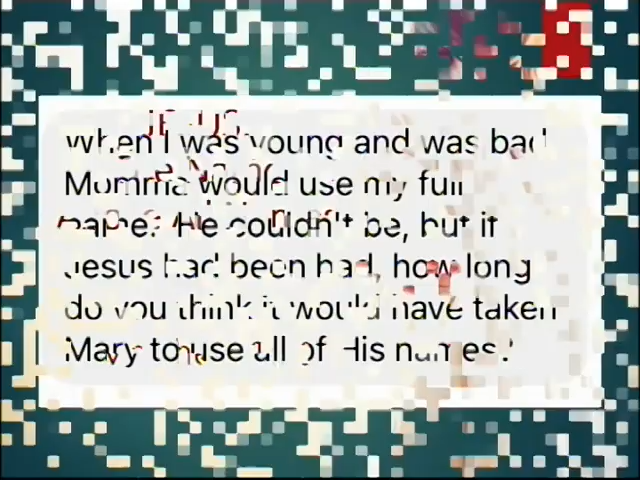 When I was young and was bad
Momma would use my full
name. He couldn't be, but if
Jesus had been bad, how long
do you think it would have taken
Mary to use all of His names?